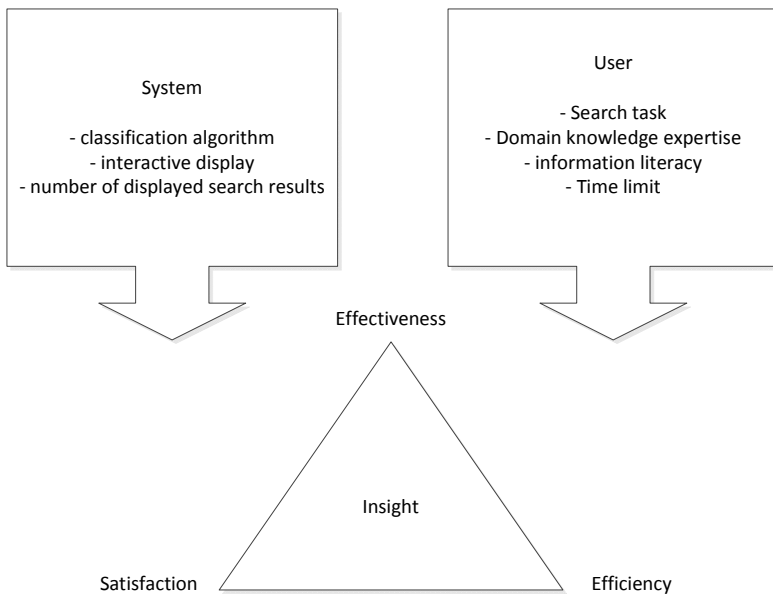 System
- classification algorithm
- interactive display
- number of displayed search results
User
- Search task
- Domain knowledge expertise
- information literacy
- Time limit
Effectiveness
Insight
Satisfaction
Efficiency